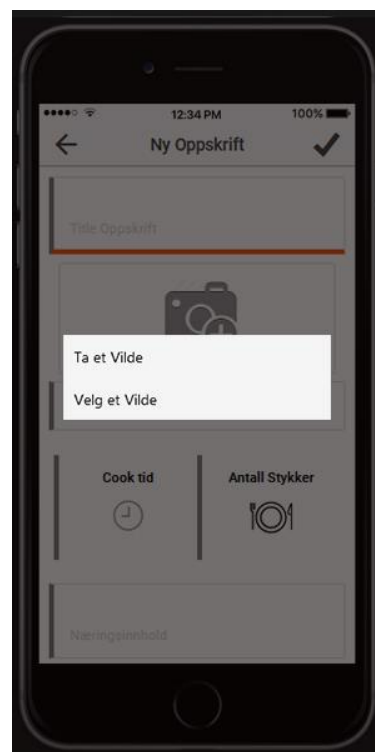 12:34 PM 100%
Ny Oppskrift
Title Oppskrift
Ta et Vilde
Velg et Vilde
Cook tid Antall Stykker
Næringsinnhold